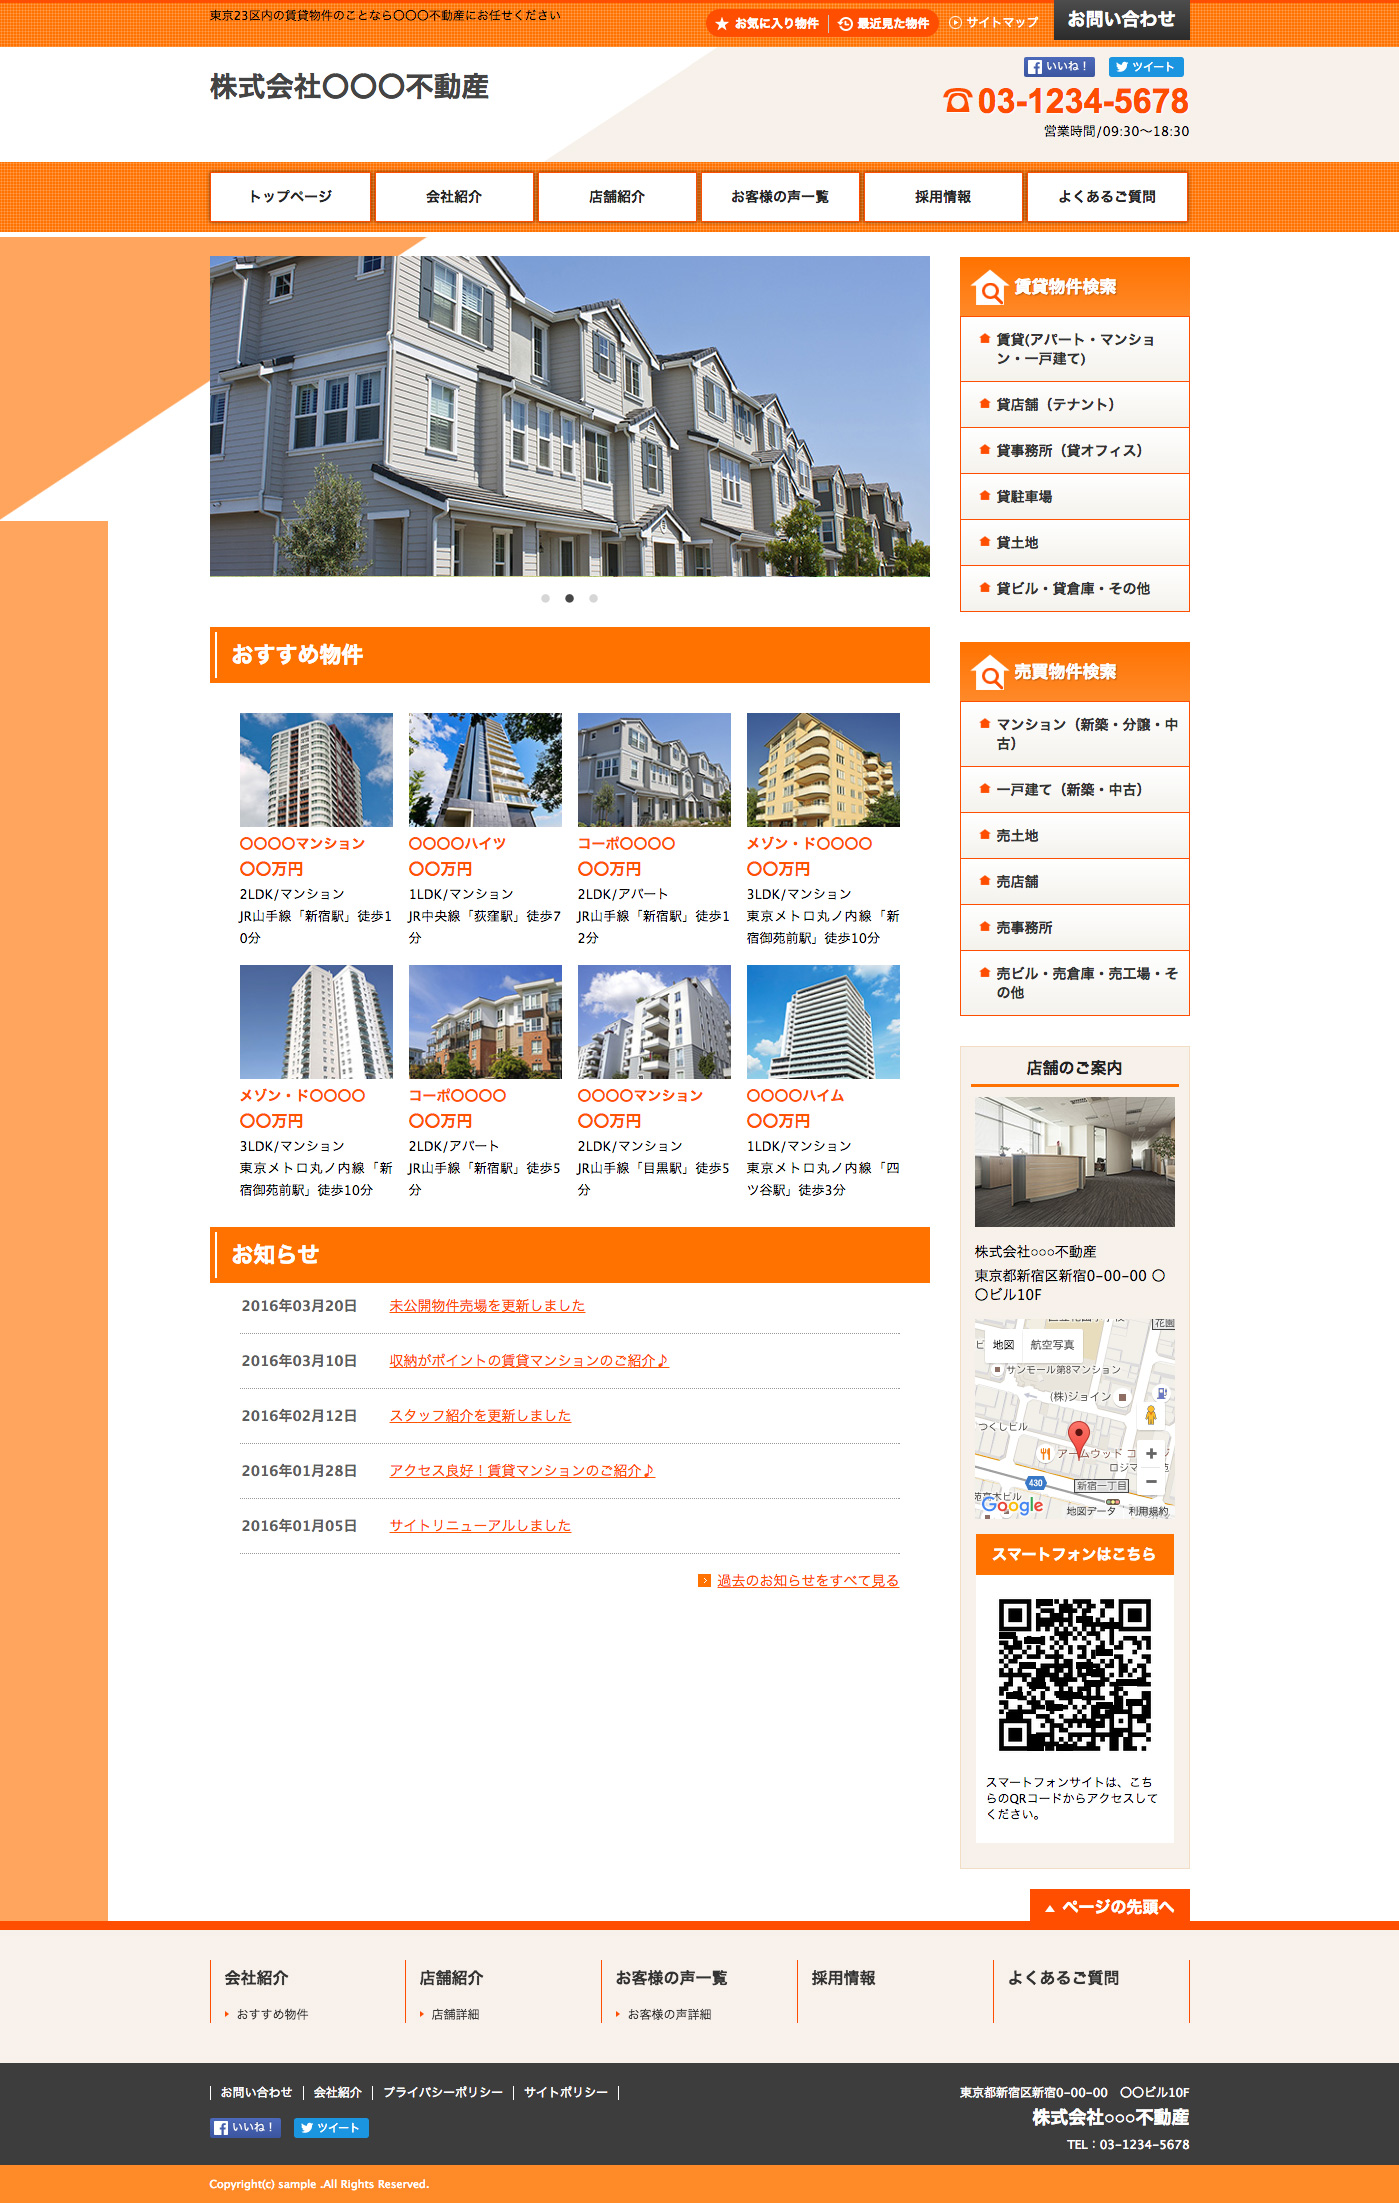 東京23区内の賃貸物件のことなら〇〇〇不動産にお任せください
お気に入り物件
最近見た物件
サイトマップ
お問い合わせ
株式会社〇〇〇不動産
いいね！
ツイート
03-1234-5678
営業時間/09:30～18:30
トップページ
会社紹介
店舗紹介
お客様の声一覧
採用情報
よくあるご質問
賃貸物件検索
賃貸(アパート・マンショ
ン・一戸建て)
貸店舗（テナント）
貸事務所（貸オフィス）
貸駐車場
貸土地
貸ビル・貸倉庫・その他
おすすめ物件
〇〇〇〇マンション
〇〇万円
2LDK/マンション
JR山手線「新宿駅」徒歩1
0分
〇〇〇〇ハイツ
〇〇万円
1LDK/マンション
JR中央線「荻窪駅」徒歩7
分
コーポ〇〇〇〇
〇〇万円
2LDK/アパート
JR山手線「新宿駅」徒歩1
2分
メゾン・ド〇〇〇〇
〇〇万円
3LDK/マンション
東京メトロ丸ノ内線「新
宿御苑前駅」徒歩10分
メゾン・ド〇〇〇〇
〇〇万円
3LDK/マンション
東京メトロ丸ノ内線「新
宿御苑前駅」徒歩10分
コーポ〇〇〇〇
〇〇万円
2LDK/アパート
JR山手線「新宿駅」徒歩5
分
〇〇〇〇マンション
〇〇万円
2LDK/マンション
JR山手線「目黒駅」徒歩5
分
〇〇〇〇ハイム
〇〇万円
1LDK/マンション
東京メトロ丸ノ内線「四
ツ谷駅」徒歩3分
売買物件検索
マンション（新築・分譲・中
古）
一戸建て（新築・中古）
売土地
売店舗
売事務所
売ビル・売倉庫・売工場・そ
の他
店舗のご案内
株式会社○○○不動産
東京都新宿区新宿0-00-00 〇
〇ビル10F
花園
地図
航空写真
サンモール第8マンション
(株)ジョイン
つくしビル
アームウッド コ
ロジマ
430
新宿一丁目
Google
地図データ
利用規約
スマートフォンはこちら
スマートフォンサイトは、こち
らのQRコードからアクセスして
ください。
お知らせ
2016年03月20日 未公開物件売場を更新しました
2016年03月10日 収納がポイントの賃貸マンションのご紹介♪
2016年02月12日 スタッフ紹介を更新しました
2016年01月28日 アクセス良好！賃貸マンションのご紹介♪
2016年01月05日 サイトリニューアルしました
過去のお知らせをすべて見る
ページの先頭へ
会社紹介
おすすめ物件
店舗紹介
店舗詳細
お客様の声一覧
お客様の声詳細
採用情報
よくあるご質問
お問い合わせ
会社紹介
プライバシーポリシー
サイトポリシー
いいね！
ツイート
東京都新宿区新宿0-00-00 〇〇ビル10F
株式会社○○○不動産
TEL：03-1234-5678
Copyright(c) sample .All Rights Reserved.